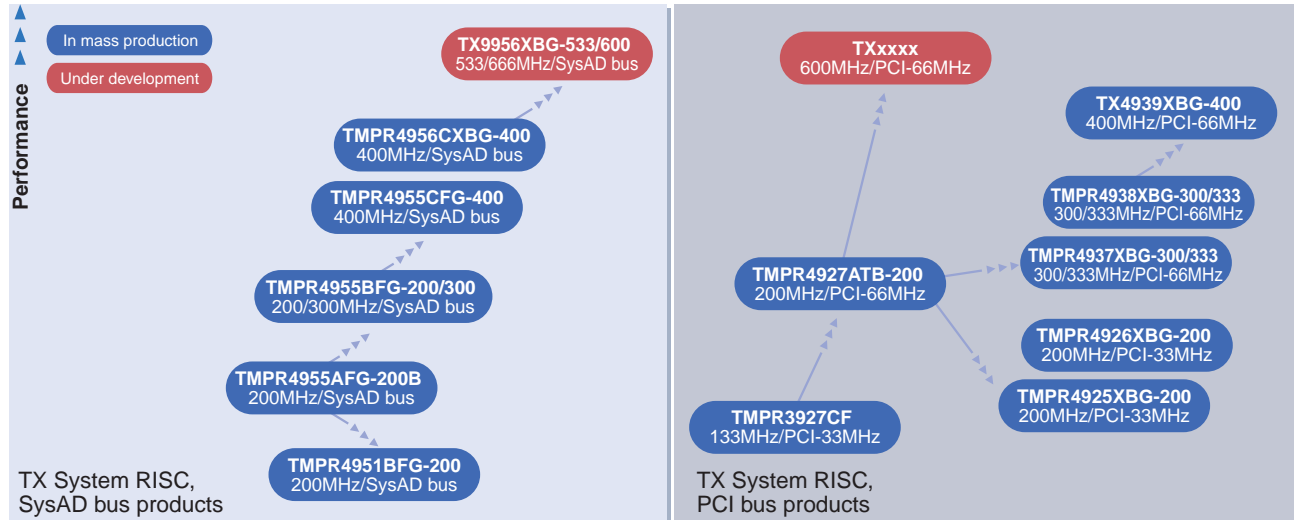 Performance
In mass production
Under development
TX9956XBG-533/600
533/666MHz/SysAD bus
TMPR4956CXBG-400
400MHz/SysAD bus
TMPR4955CFG-400
400MHz/SysAD bus
TMPR4955BFG-200/300
200/300MHz/SysAD bus
TMPR4955AFG-200B
200MHz/SysAD bus
TMPR4951BFG-200
200MHz/SysAD bus
TX System RISC,
SysAD bus products
TXxxxx
600MHz/PCI-66MHz
TX4939XBG-400
400MHz/PCI-66MHz
TMPR4938XBG-300/333
300/333MHz/PCI-66MHz
TMPR4937XBG-300/333
300/333MHz/PCI-66MHz
TMPR4927ATB-200
200MHz/PCI-66MHz
TMPR4926XBG-200
200MHz/PCI-33MHz
TMPR4925XBG-200
200MHz/PCI-33MHz
TMPR3927CF
133MHz/PCI-33MHz
TX System RISC,
PCI bus products